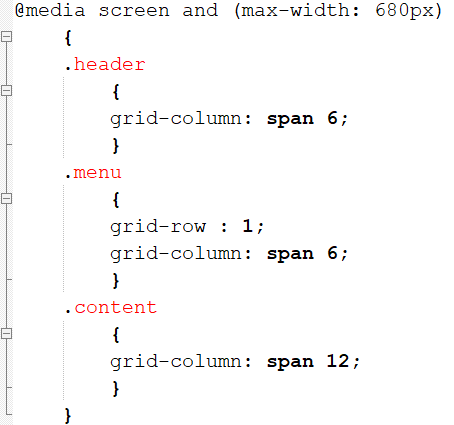 @media screen and (max-width: 680px)
{
.header
{
grid-column: span 6;
}
.menu
{
grid-row : 1;
grid-column: span 6;
}
.content
{
grid-column: span 12;
}
}